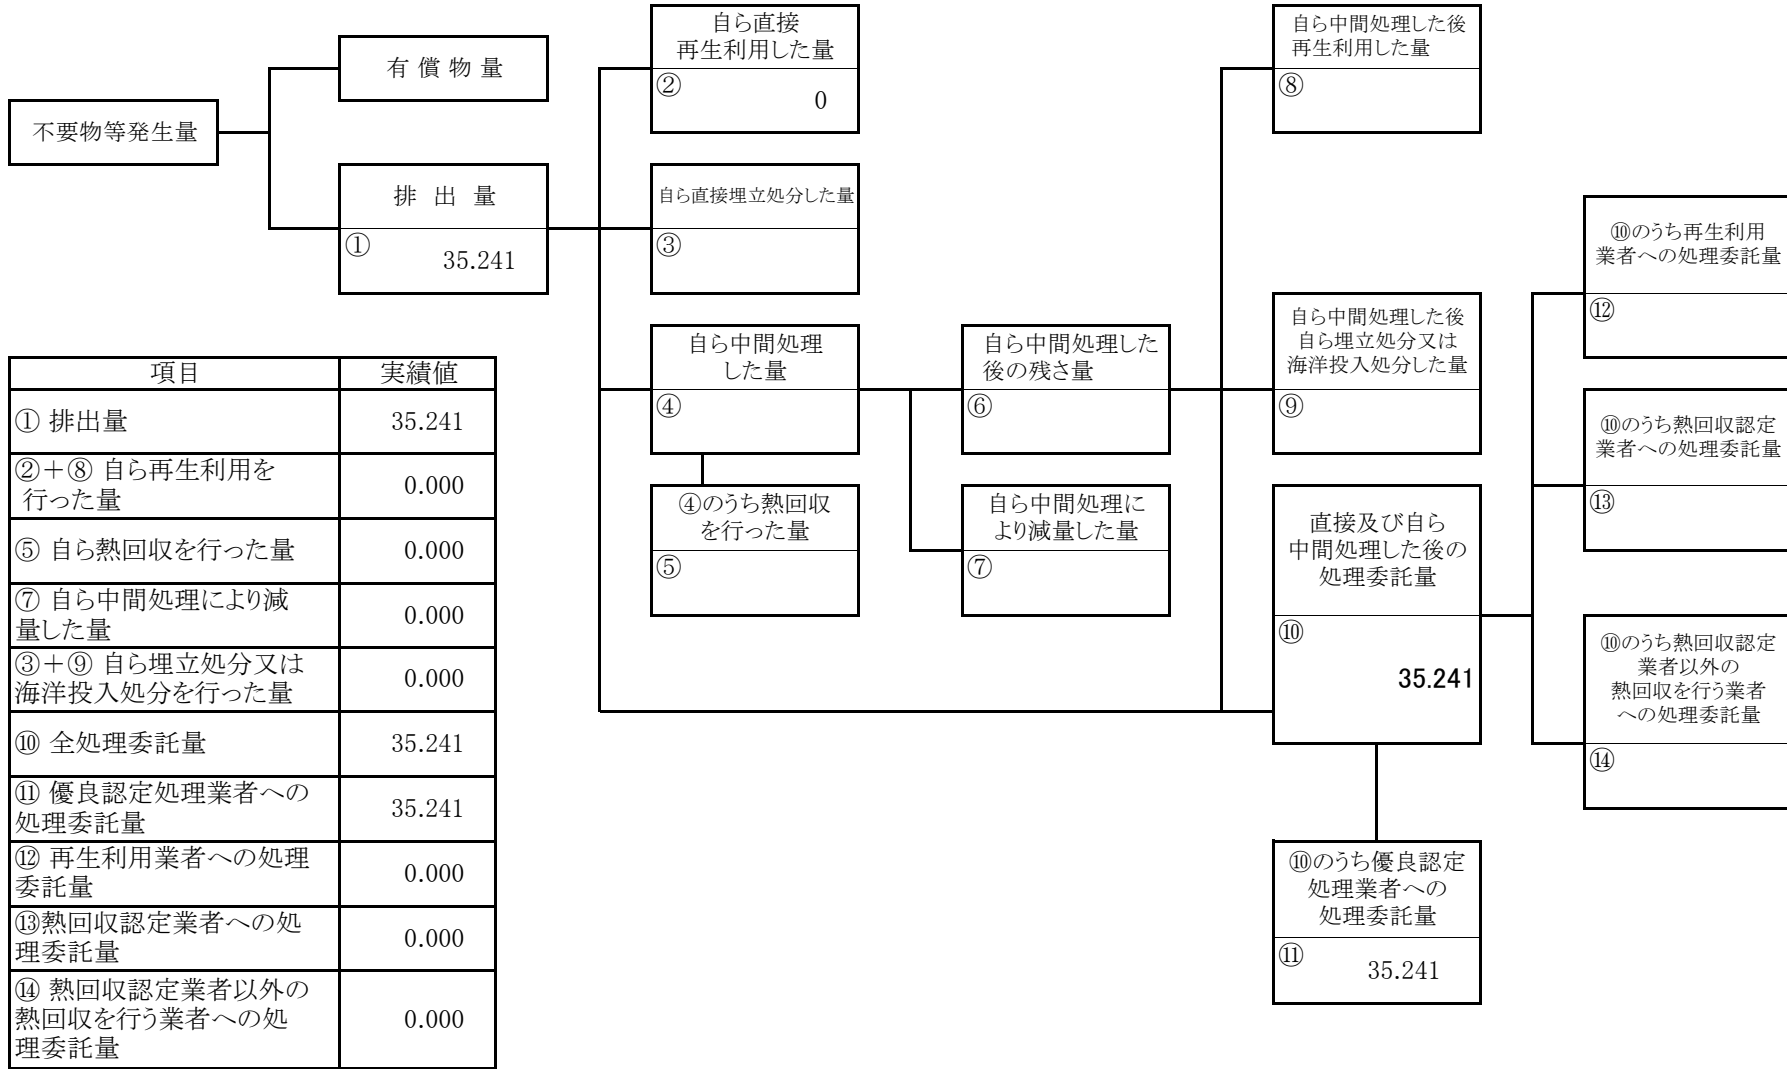 不要物等発生量
有 償 物 量
排 出 量
①
35.241
自ら直接
再生利用した量
②
0
自ら直接埋立処分した量
③
自ら中間処理
した量
④
④のうち熱回収
を行った量
⑤
自ら中間処理した
後の残さ量
⑥
自ら中間処理に
より減量した量
⑦
自ら中間処理した後
再生利用した量
⑧
自ら中間処理した後
自ら埋立処分又は
海洋投入処分した量
⑨
直接及び自ら
中間処理した後の
処理委託量
⑩
35.241
⑩のうち優良認定
処理業者への
処理委託量
⑪
35.241
⑩のうち再生利用
業者への処理委託量
⑫
⑩のうち熱回収認定
業者への処理委託量
⑬
⑩のうち熱回収認定
業者以外の
熱回収を行う業者
への処理委託量
⑭
項目 実績値
① 排出量 35.241
②+⑧ 自ら再生利用を
行った量 0.000
⑤ 自ら熱回収を行った量 0.000
⑦ 自ら中間処理により減
量した量 0.000
③+⑨ 自ら埋立処分又は
海洋投入処分を行った量 0.000
⑩ 全処理委託量 35.241
⑪ 優良認定処理業者への
処理委託量 35.241
⑫ 再生利用業者への処理
委託量 0.000
⑬熱回収認定業者への処
理委託量 0.000
⑭ 熱回収認定業者以外の
熱回収を行う業者への処
理委託量 0.000